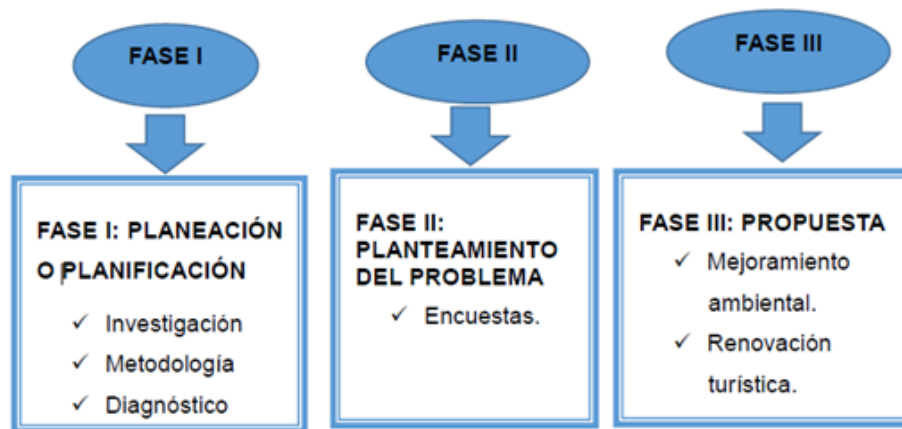 FASE I
FASE II
FASE III
FASE I: PLANEACIÓN
O PLANIFICACIÓN
✓ Investigación
✓ Metodología
✓ Diagnóstico
FASE II:
PLANTEAMIENTO
DEL PROBLEMA
✓ Encuestas.
FASE III: PROPUESTA
✓ Mejoramiento
ambiental.
✓ Renovación
turística.